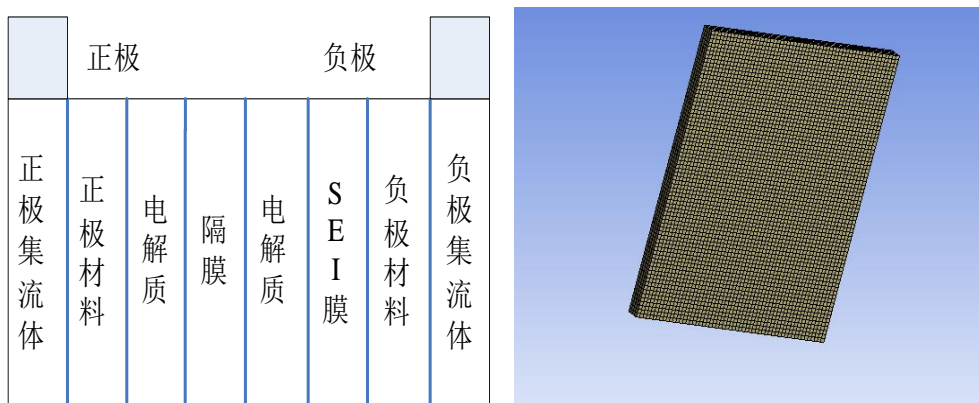 正极
负极
正极集流体
正极材料
电解质
隔膜
电解质
SEI膜
负极材料
负极集流体